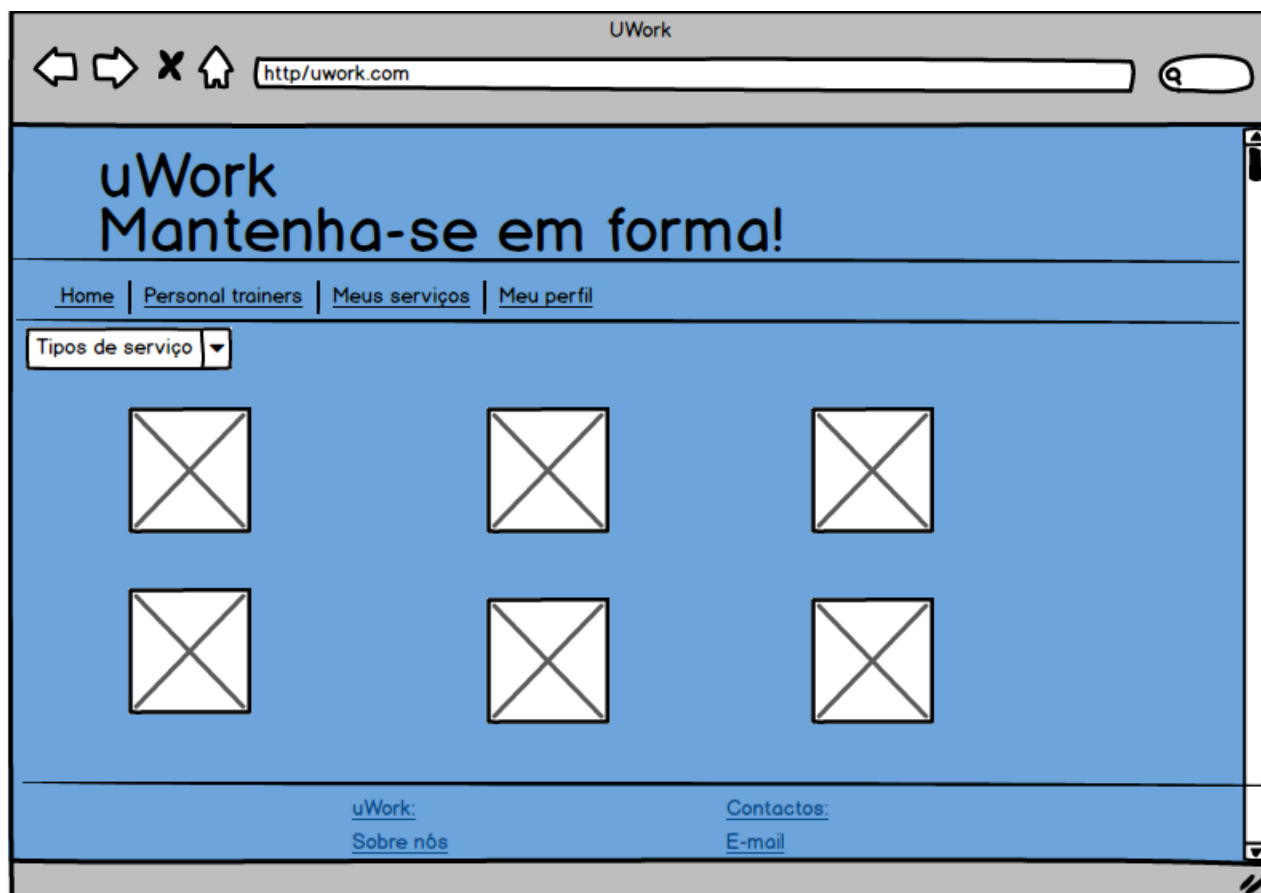 UWork
http/uwork.com
uWork
Mantenha-se em forma!
Home Personal trainers Meus serviços Meu perfil
Tipos de serviço
uWork: Contactos:
Sobre nós E-mail